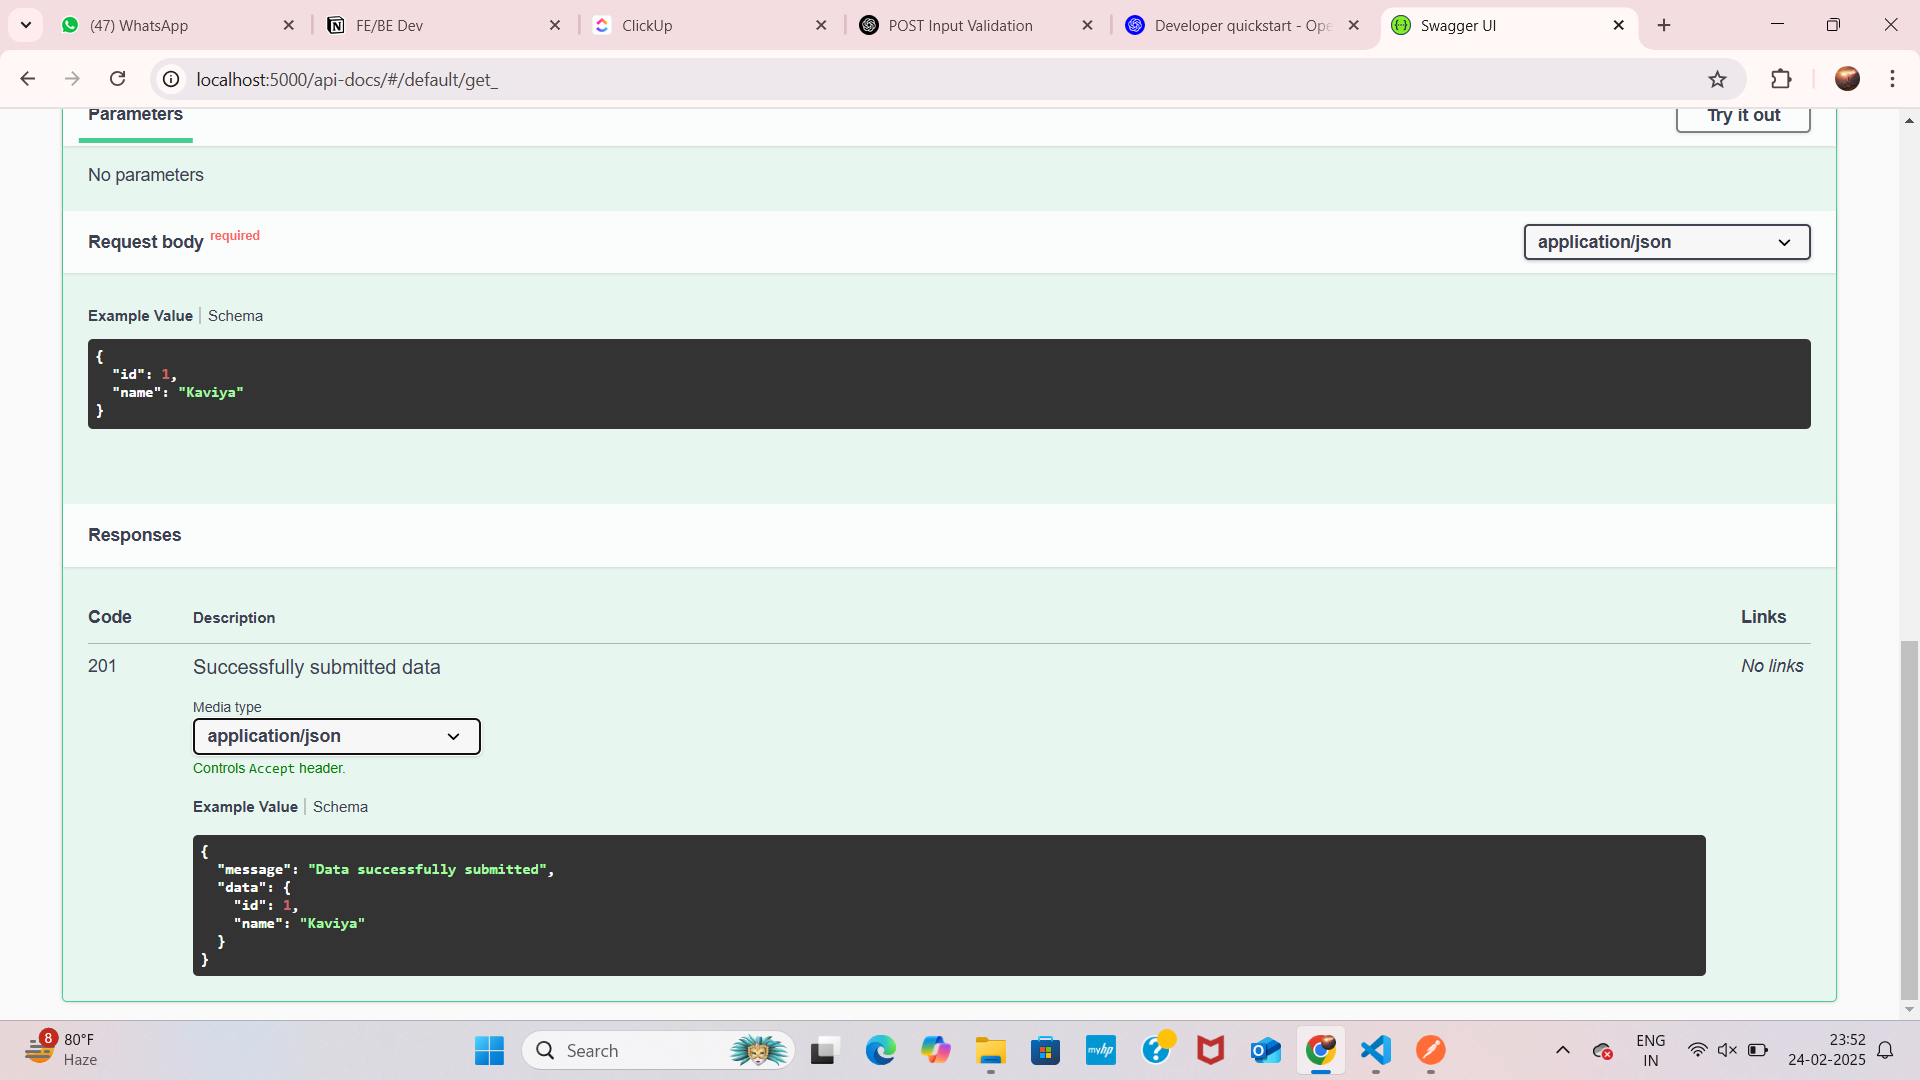 (47) WhatsApp
FE/BE Dev
ClickUp
POST Input Validation
Developer quickstart - Ope
Swagger UI
localhost:5000/api-docs/#/default/get_
Parameters
Try it out
No parameters
Request body required
application/json
Example Value | Schema
{
  "id": 1,
  "name": "Kaviya"
}
Responses
Code Description Links
201 Successfully submitted data No links
Media type
application/json
Controls Accept header.
Example Value | Schema
{
  "message": "Data successfully submitted",
  "data": {
    "id": 1,
    "name": "Kaviya"
  }
}
8
80°F
Haze
Search
myhp
ENG
IN
23:52
24-02-2025